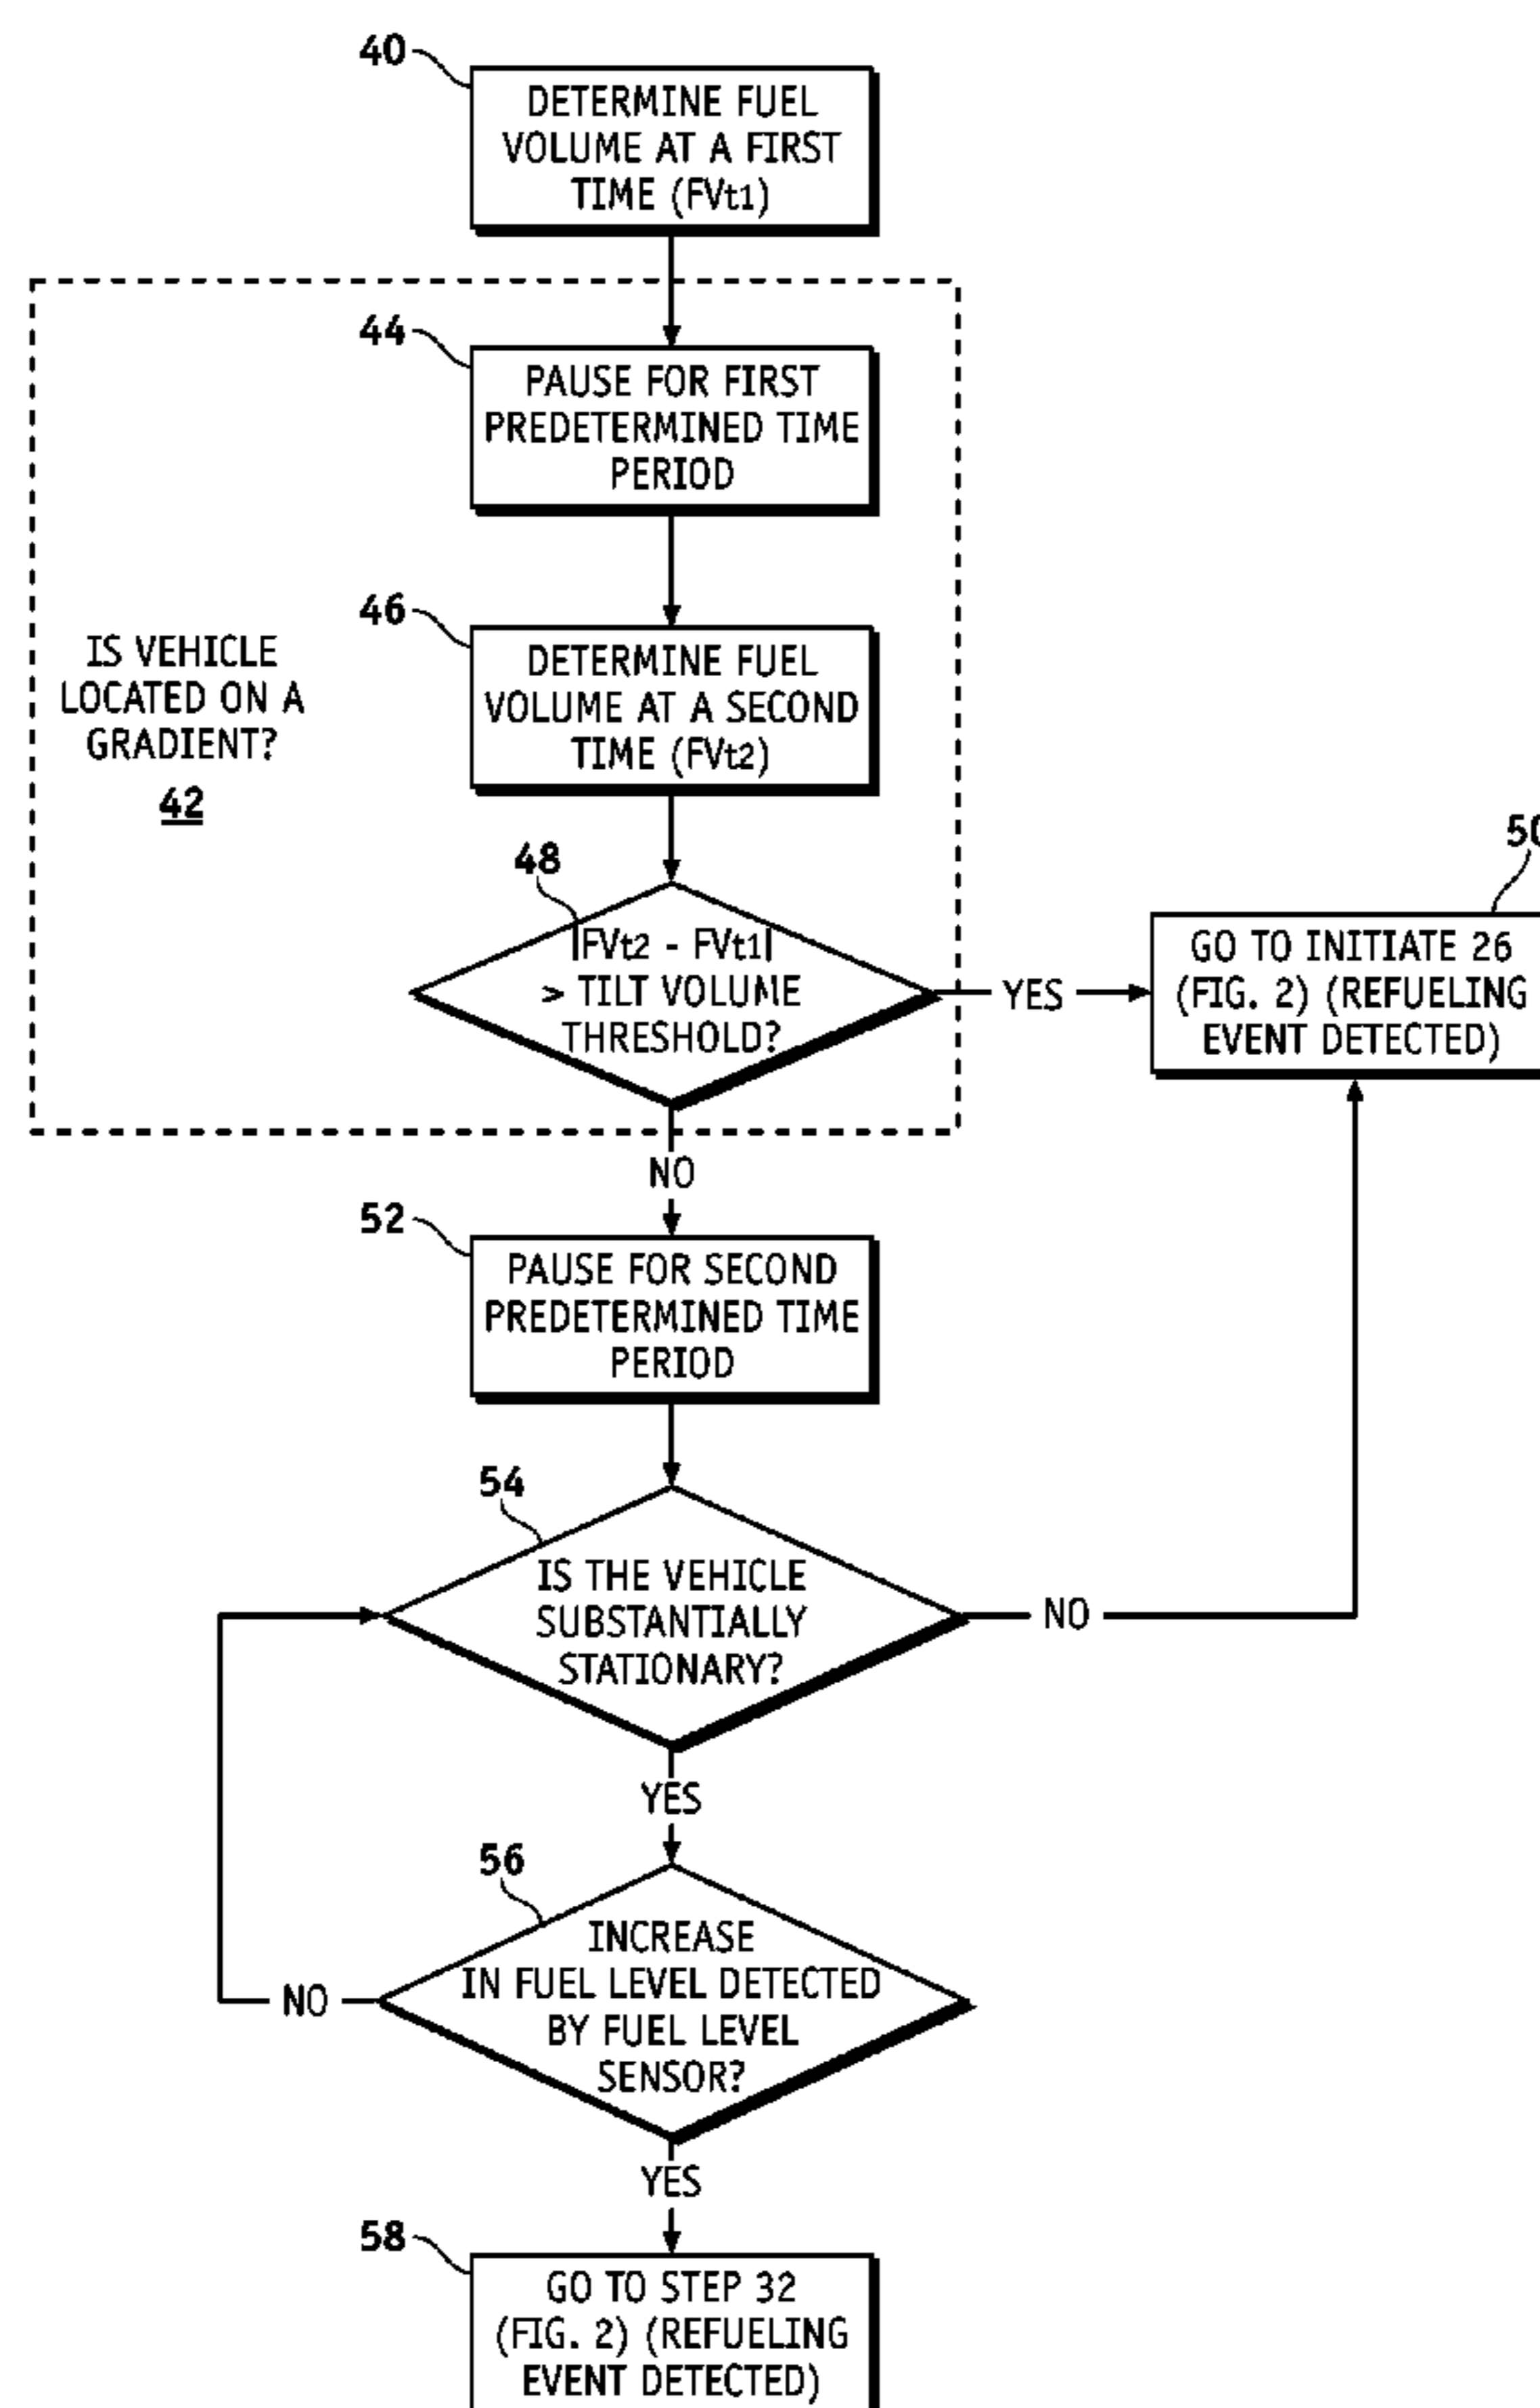 40
DETERMINE FUEL
VOLUME AT A FIRST
TIME (FVt1)
44
PAUSE FOR FIRST
PREDETERMINED TIME
PERIOD
46
DETERMINE FUEL
VOLUME AT A SECOND
TIME (FVt2)
IS VEHICLE
LOCATED ON A
GRADIENT?
42
48
|FVt2 - FVt1|
> TILT VOLUME
THRESHOLD?
YES
50
GO TO INITIATE 26
(FIG. 2) (REFUELING
EVENT DETECTED)
NO
52
PAUSE FOR SECOND
PREDETERMINED TIME
PERIOD
54
IS THE VEHICLE
SUBSTANTIALLY
STATIONARY?
NO
YES
56
INCREASE
IN FUEL LEVEL DETECTED
BY FUEL LEVEL
SENSOR?
NO
YES
58
GO TO STEP 32
(FIG. 2) (REFUELING
EVENT DETECTED)